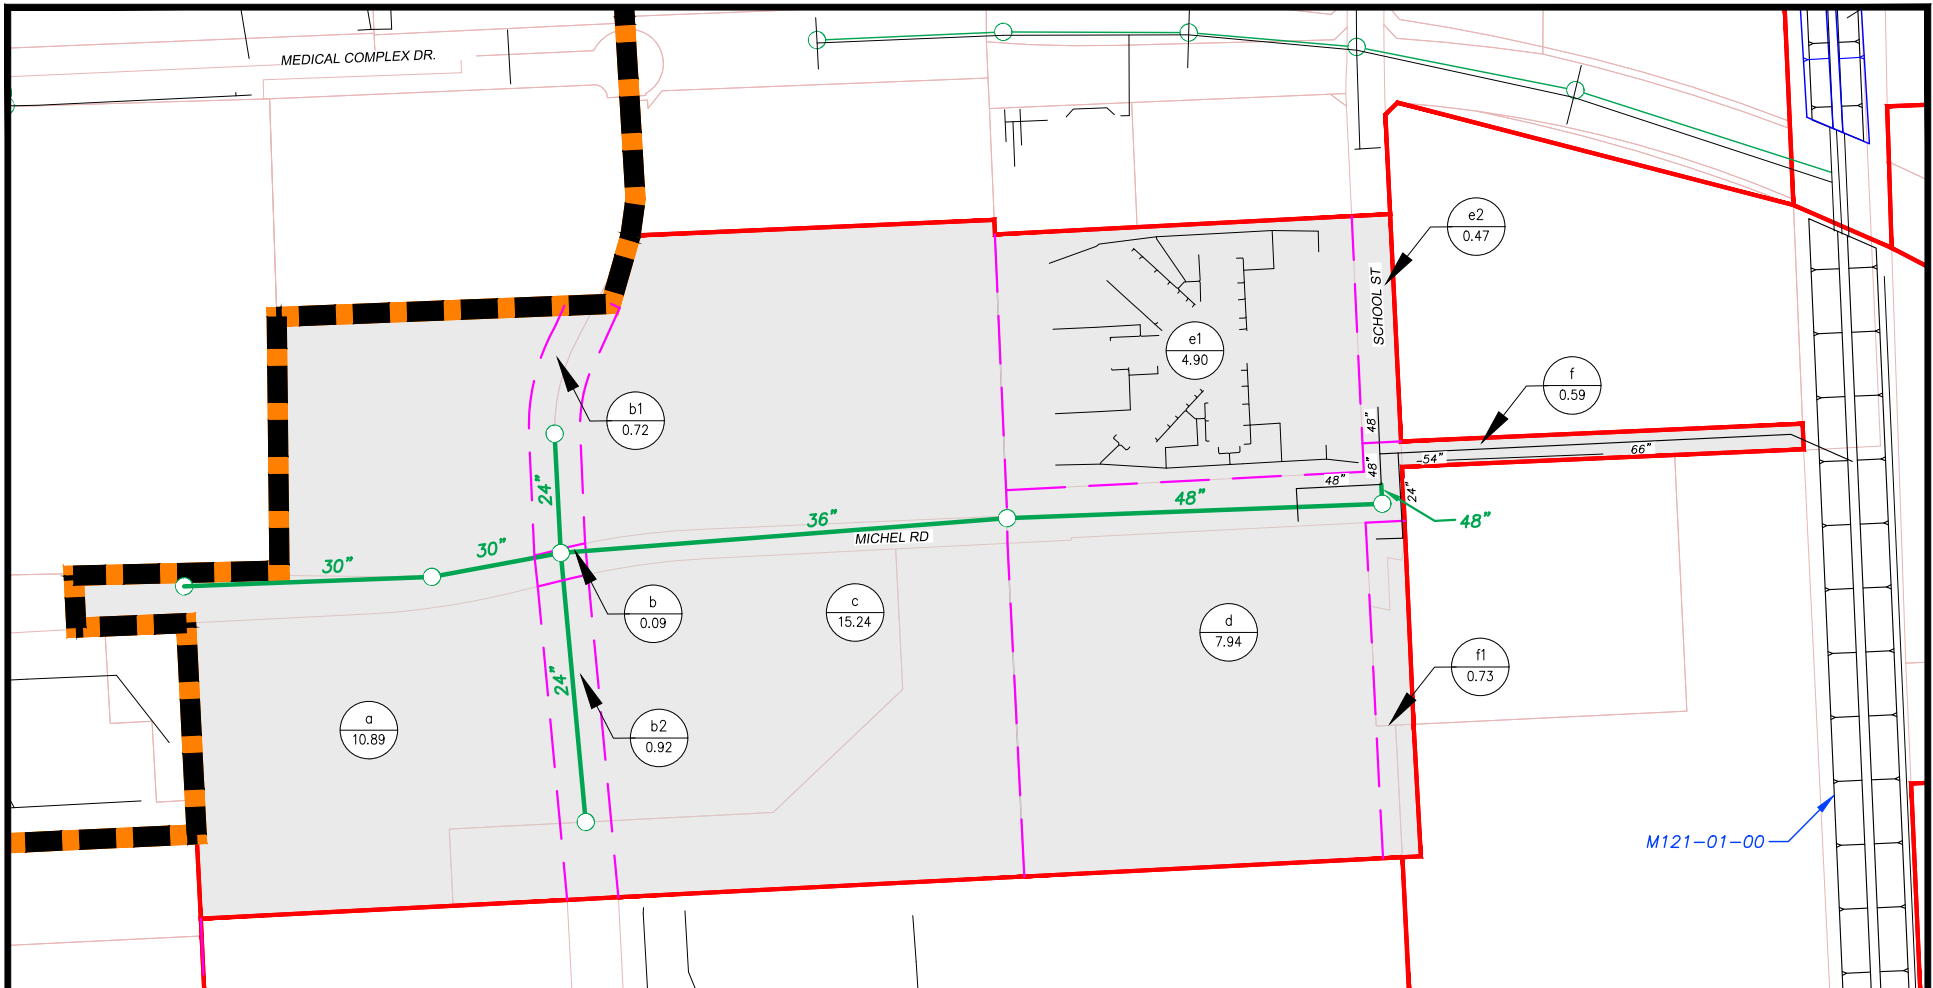 MEDICAL COMPLEX DR.
e2
0.47
SCHOOL ST
e1
4.90
f
0.59
b1
0.72
48"
66"
54"
48"
48"
24"
24"
48"
48"
36"
MICHEL RD
30"
30"
b
0.09
c
15.24
d
7.94
f1
0.73
24"
a
10.89
b2
0.92
M121-01-00